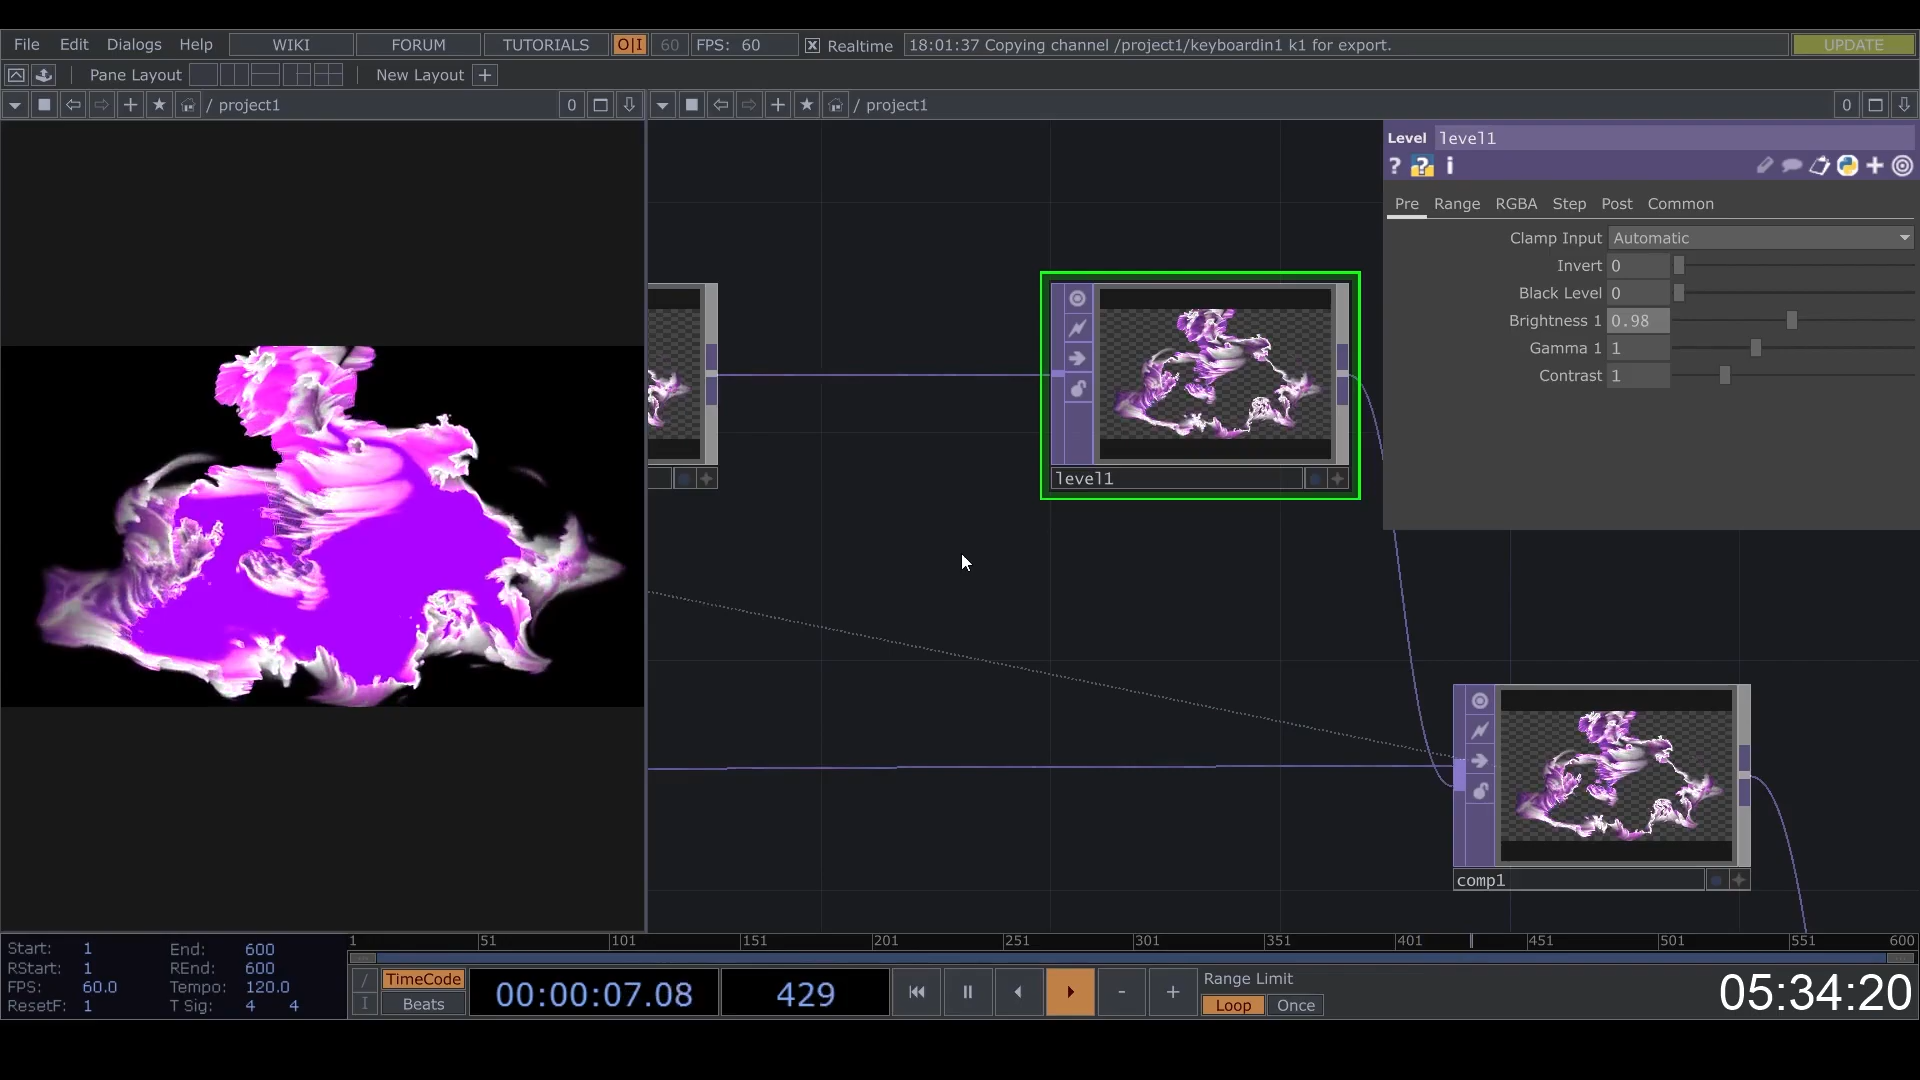 File Edit Dialogs Help WIKI FORUM TUTORIALS O|I 60 FPS: 60 Realtime 18:01:37 Copying channel /project1/keyboardin1 k1 for export. UPDATE
Pane Layout New Layout +
/ project1 0
/ project1 0
Level level1
? ? i
Pre Range RGBA Step Post Common
Clamp Input Automatic
Invert 0
Black Level 0
Brightness 1 0.98
Gamma 1 1
Contrast 1
level1
comp1
1 51 101 151 201 251 301 351 401 451 501 551 600
Start: 1 End: 600
RStart: 1 REnd: 600
FPS: 60.0 Tempo: 120.0
ResetF: 1 T Sig: 4 4
/ TimeCode
I Beats
00:00:07.08 429
- +
Range Limit
Loop Once
05:34:20